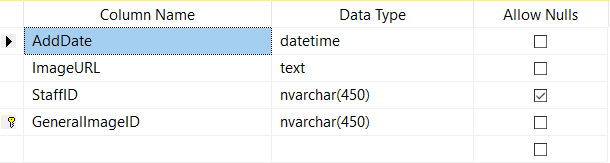 Column Name Data Type Allow Nulls
AddDate datetime
ImageURL text
StaffID nvarchar(450)
GeneralImageID nvarchar(450)